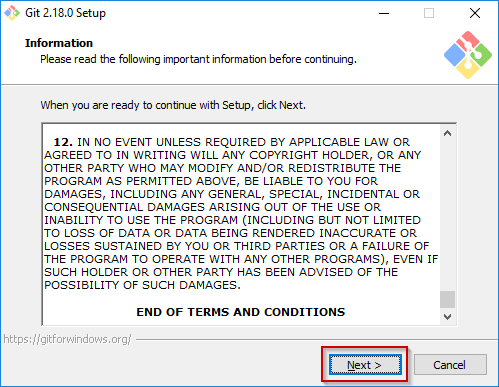 Git 2.18.0 Setup
Information
Please read the following important information before continuing.
When you are ready to continue with Setup, click Next.
12. IN NO EVENT UNLESS REQUIRED BY APPLICABLE LAW OR
AGREED TO IN WRITING WILL ANY COPYRIGHT HOLDER, OR ANY
OTHER PARTY WHO MAY MODIFY AND/OR REDISTRIBUTE THE
PROGRAM AS PERMITTED ABOVE, BE LIABLE TO YOU FOR
DAMAGES, INCLUDING ANY GENERAL, SPECIAL, INCIDENTAL OR
CONSEQUENTIAL DAMAGES ARISING OUT OF THE USE OR
INABILITY TO USE THE PROGRAM (INCLUDING BUT NOT LIMITED
TO LOSS OF DATA OR DATA BEING RENDERED INACCURATE OR
LOSSES SUSTAINED BY YOU OR THIRD PARTIES OR A FAILURE OF
THE PROGRAM TO OPERATE WITH ANY OTHER PROGRAMS), EVEN IF
SUCH HOLDER OR OTHER PARTY HAS BEEN ADVISED OF THE
POSSIBILITY OF SUCH DAMAGES.
END OF TERMS AND CONDITIONS
https://gitforwindows.org/
Next >
Cancel